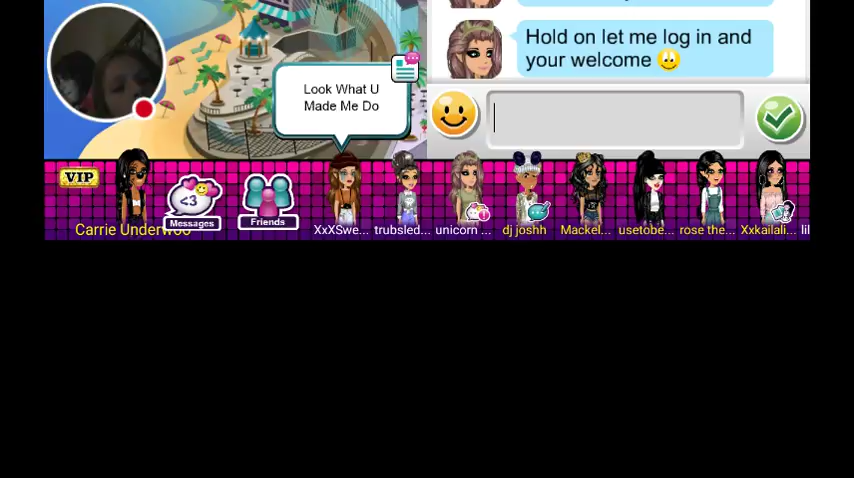 Hold on let me log in and
your welcome
Look What U
Made Me Do
VIP
<3
Messages
Friends
Carrie Underwoo
XxXSwe...
trubsled...
unicorn ...
dj joshh
Mackel...
usetobe...
rose the...
Xxkailali...
lil